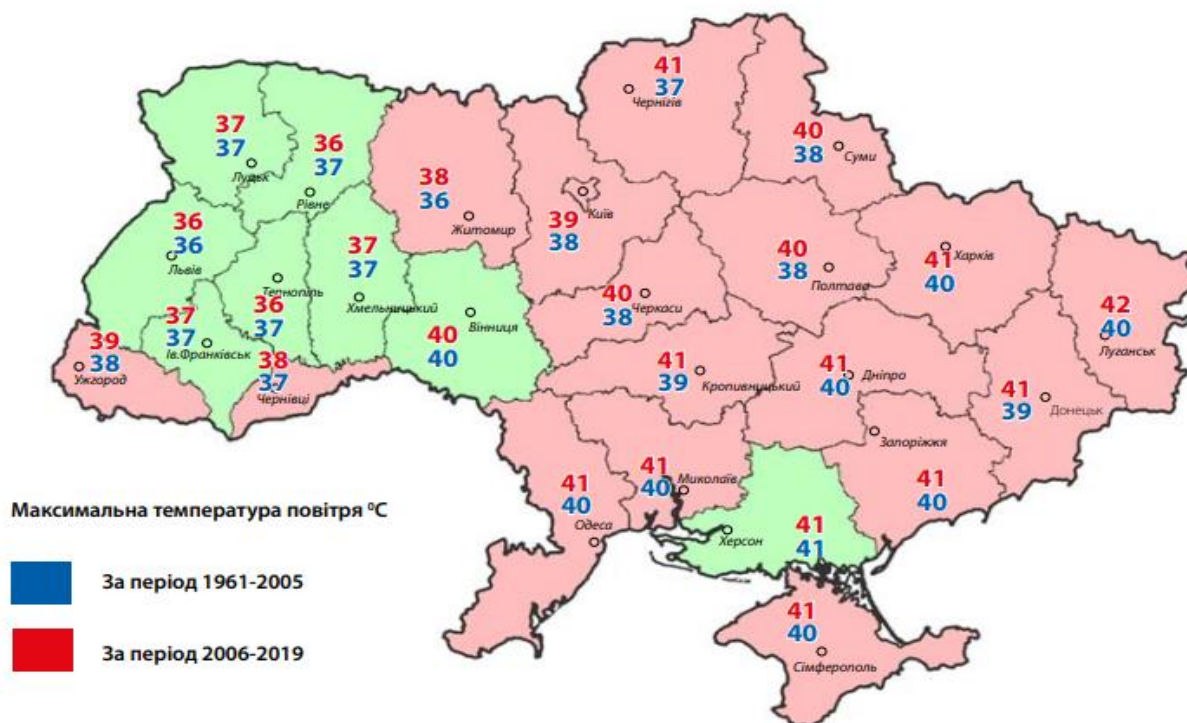 41
37
Чернігів
40
38
Суми
37
37
Луцьк
36
37
Рівне
38
36
Житомир
Київ
39
38
36
36
Львів
37
37
Хмельницький
Тернопіль
36
37
40
38
Полтава
Харків
41
40
40
38
Черкаси
42
40
Луганськ
37
37
Ів.Франківськ
Вінниця
40
40
39
38
Ужгород
38
37
Чернівці
41
39
Кропивницький
41
40
Дніпро
41
39
Донецьк
Запоріжжя
41
40
41
40
Миколаїв
41
40
Одеса
Херсон
41
41
41
40
Сімферополь
Максимальна температура повітря ⁰С
За період 1961-2005
За період 2006-2019